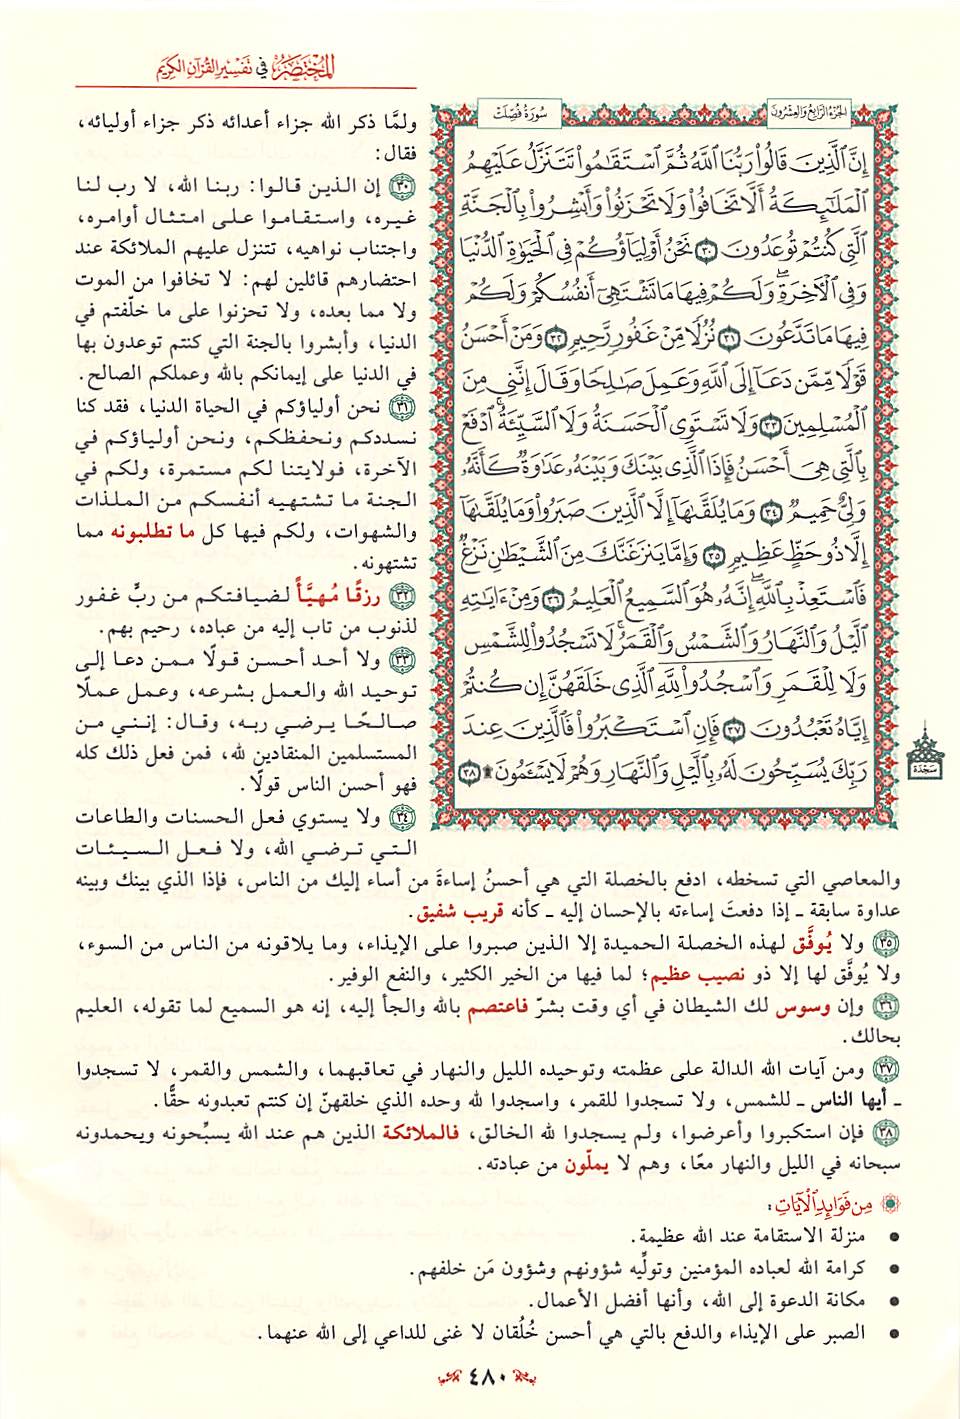 المختصر في تفسير القرآن الكريم
الجزء الرابع والعشرون
سورة فصلت
إِنَّ ٱلَّذِينَ قَالُوا۟ رَبُّنَا ٱللَّهُ ثُمَّ ٱسْتَقَٰمُوا۟ تَتَنَزَّلُ عَلَيْهِمُ
ٱلْمَلَٰٓئِكَةُ أَلَّا تَخَافُوا۟ وَلَا تَحْزَنُوا۟ وَأَبْشِرُوا۟ بِٱلْجَنَّةِ
ٱلَّتِى كُنتُمْ تُوعَدُونَ ٣٠ نَحْنُ أَوْلِيَآؤُكُمْ فِى ٱلْحَيَوٰةِ ٱلدُّنْيَا
وَفِى ٱلْأَخِرَةِ ۖ وَلَكُمْ فِيهَا مَا تَشْتَهِىٓ أَنفُسُكُمْ وَلَكُمْ
فِيهَا مَا تَدَّعُونَ ٣١ نُزُلًا مِّنْ غَفُورٍ رَّحِيمٍ ٣٢ وَمَنْ أَحْسَنُ
قَوْلًا مِّمَّن دَعَآ إِلَى ٱللَّهِ وَعَمِلَ صَٰلِحًا وَقَالَ إِنَّنِى مِنَ
ٱلْمُسْلِمِينَ ٣٣ وَلَا تَسْتَوِى ٱلْحَسَنَةُ وَلَا ٱلسَّيِّئَةُ ۚ ٱدْفَعْ
بِٱلَّتِى هِىَ أَحْسَنُ فَإِذَا ٱلَّذِى بَيْنَكَ وَبَيْنَهُۥ عَدَٰوَةٌ كَأَنَّهُۥ
وَلِىٌّ حَمِيمٌ ٣٤ وَمَا يُلَقَّىٰهَآ إِلَّا ٱلَّذِينَ صَبَرُوا۟ وَمَا يُلَقَّىٰهَآ
إِلَّا ذُو حَظٍّ عَظِيمٍ ٣٥ وَإِمَّا يَنزَغَنَّكَ مِنَ ٱلشَّيْطَٰنِ نَزْغٌ
فَٱسْتَعِذْ بِٱللَّهِ ۖ إِنَّهُۥ هُوَ ٱلسَّمِيعُ ٱلْعَلِيمُ ٣٦ وَمِنْ ءَايَٰتِهِ
ٱلَّيْلُ وَٱلنَّهَارُ وَٱلشَّمْسُ وَٱلْقَمَرُ ۚ لَا تَسْجُدُوا۟ لِلشَّمْسِ
وَلَا لِلْقَمَرِ وَٱسْجُدُوا۟ لِلَّهِ ٱلَّذِى خَلَقَهُنَّ إِن كُنتُمْ
إِيَّاهُ تَعْبُدُونَ ٣٧ فَإِنِ ٱسْتَكْبَرُوا۟ فَٱلَّذِينَ عِندَ
رَبِّكَ يُسَبِّحُونَ لَهُۥ بِٱلَّيْلِ وَٱلنَّهَارِ وَهُمْ لَا يَسْـَٔمُونَ ۩ ٣٨
سجدة
ولمَّا ذكر الله جزاء أعدائه ذكر جزاء أوليائه،
فقال:
٣٠ إن الذين قالوا: ربنا الله، لا رب لنا
غيره، واستقاموا على امتثال أوامره،
واجتناب نواهيه، تتنزل عليهم الملائكة عند
احتضارهم قائلين لهم: لا تخافوا من الموت
ولا مما بعده، ولا تحزنوا على ما خلّفتم في
الدنيا، وأبشروا بالجنة التي كنتم توعدون بها
في الدنيا على إيمانكم بالله وعملكم الصالح.
٣١ نحن أولياؤكم في الحياة الدنيا، فقد كنا
نسددكم ونحفظكم، ونحن أولياؤكم في
الآخرة، فولايتنا لكم مستمرة، ولكم في
الجنة ما تشتهيه أنفسكم من الملذات
والشهوات، ولكم فيها كل ما تطلبونه مما
تشتهونه.
٣٢ رزقًا مُهيَّأً لضيافتكم من ربٍّ غفور
لذنوب من تاب إليه من عباده، رحيم بهم.
٣٣ ولا أحد أحسن قولًا ممن دعا إلى
توحيد الله والعمل بشرعه، وعمل عملًا
صالحًا يرضي ربه، وقال: إنني من
المستسلمين المنقادين لله، فمن فعل ذلك كله
فهو أحسن الناس قولًا.
٣٤ ولا يستوي فعل الحسنات والطاعات
التي ترضي الله، ولا فعل السيئات
والمعاصي التي تسخطه، ادفع بالخصلة التي هي أحسنُ إساءةَ من أساء إليك من الناس، فإذا الذي بينك وبينه
عداوة سابقة ـ إذا دفعتَ إساءته بالإحسان إليه ـ كأنه قريب شفيق.
٣٥ ولا يُوفَّق لهذه الخصلة الحميدة إلا الذين صبروا على الإيذاء، وما يلاقونه من الناس من السوء،
ولا يُوفَّق لها إلا ذو نصيب عظيم؛ لما فيها من الخير الكثير، والنفع الوفير.
٣٦ وإن وسوس لك الشيطان في أي وقت بشرّ فاعتصم بالله والجأ إليه، إنه هو السميع لما تقوله، العليم
بحالك.
٣٧ ومن آيات الله الدالة على عظمته وتوحيده الليل والنهار في تعاقبهما، والشمس والقمر، لا تسجدوا
ـ أيها الناس ـ للشمس، ولا تسجدوا للقمر، واسجدوا لله وحده الذي خلقهنّ إن كنتم تعبدونه حقًّا.
٣٨ فإن استكبروا وأعرضوا، ولم يسجدوا لله الخالق، فالملائكة الذين هم عند الله يسبِّحونه ويحمدونه
سبحانه في الليل والنهار معًا، وهم لا يملّون من عبادته.
مِن فَوَائِدِ الْآيَاتِ:
• منزلة الاستقامة عند الله عظيمة.
• كرامة الله لعباده المؤمنين وتولِّيه شؤونهم وشؤون مَن خلفهم.
• مكانة الدعوة إلى الله، وأنها أفضل الأعمال.
• الصبر على الإيذاء والدفع بالتي هي أحسن خُلُقان لا غنى للداعي إلى الله عنهما.
٤٨٠